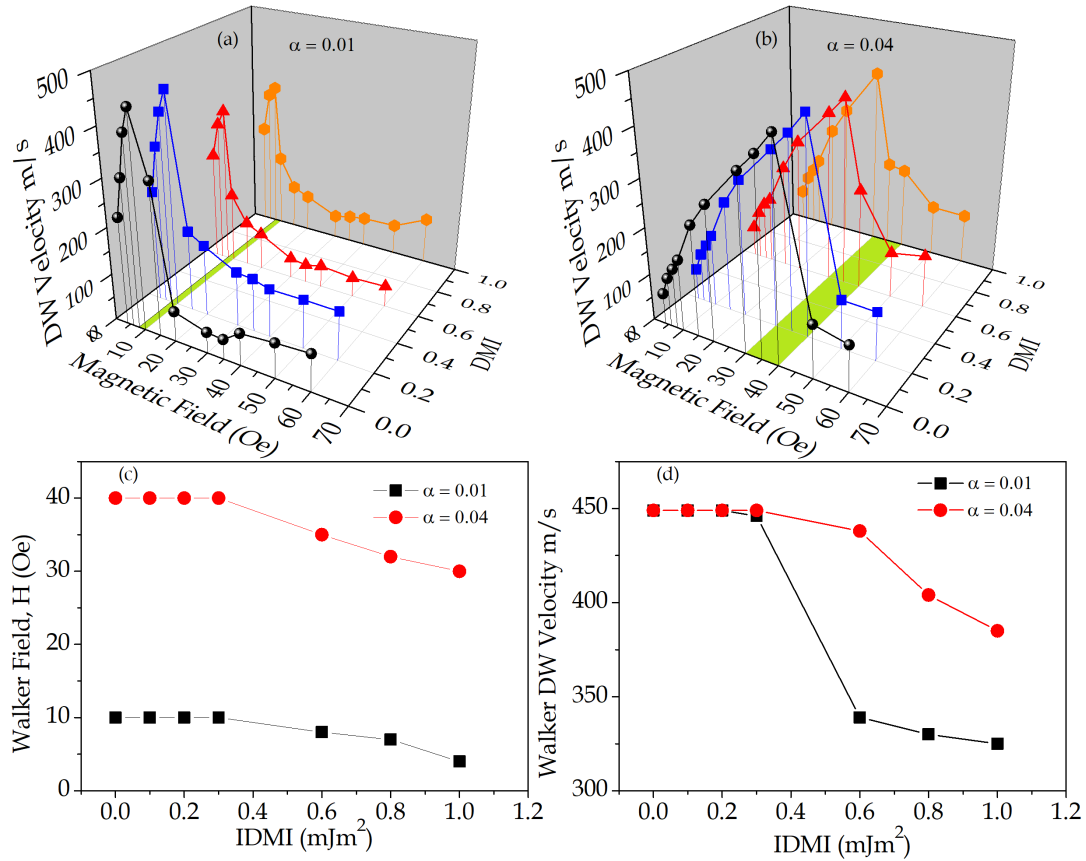 (a)
α = 0.01
500
400
300
200
100
DW Velocity m/s
10
20
30
40
50
60
70
Magnetic Field (Oe)
0.0
0.2
0.4
0.6
0.8
1.0
DMI
(b)
α = 0.04
500
400
300
200
100
DW Velocity m/s
10
20
30
40
50
60
70
Magnetic Field (Oe)
0.0
0.2
0.4
0.6
0.8
1.0
DMI
(c)
α = 0.01
α = 0.04
40
30
20
10
0
Walker Field, H (Oe)
0.0 0.2 0.4 0.6 0.8 1.0 1.2
IDMI (mJm²)
(d)
α = 0.01
α = 0.04
450
400
350
300
Walker DW Velocity m/s
0.0 0.2 0.4 0.6 0.8 1.0 1.2
IDMI (mJm²)